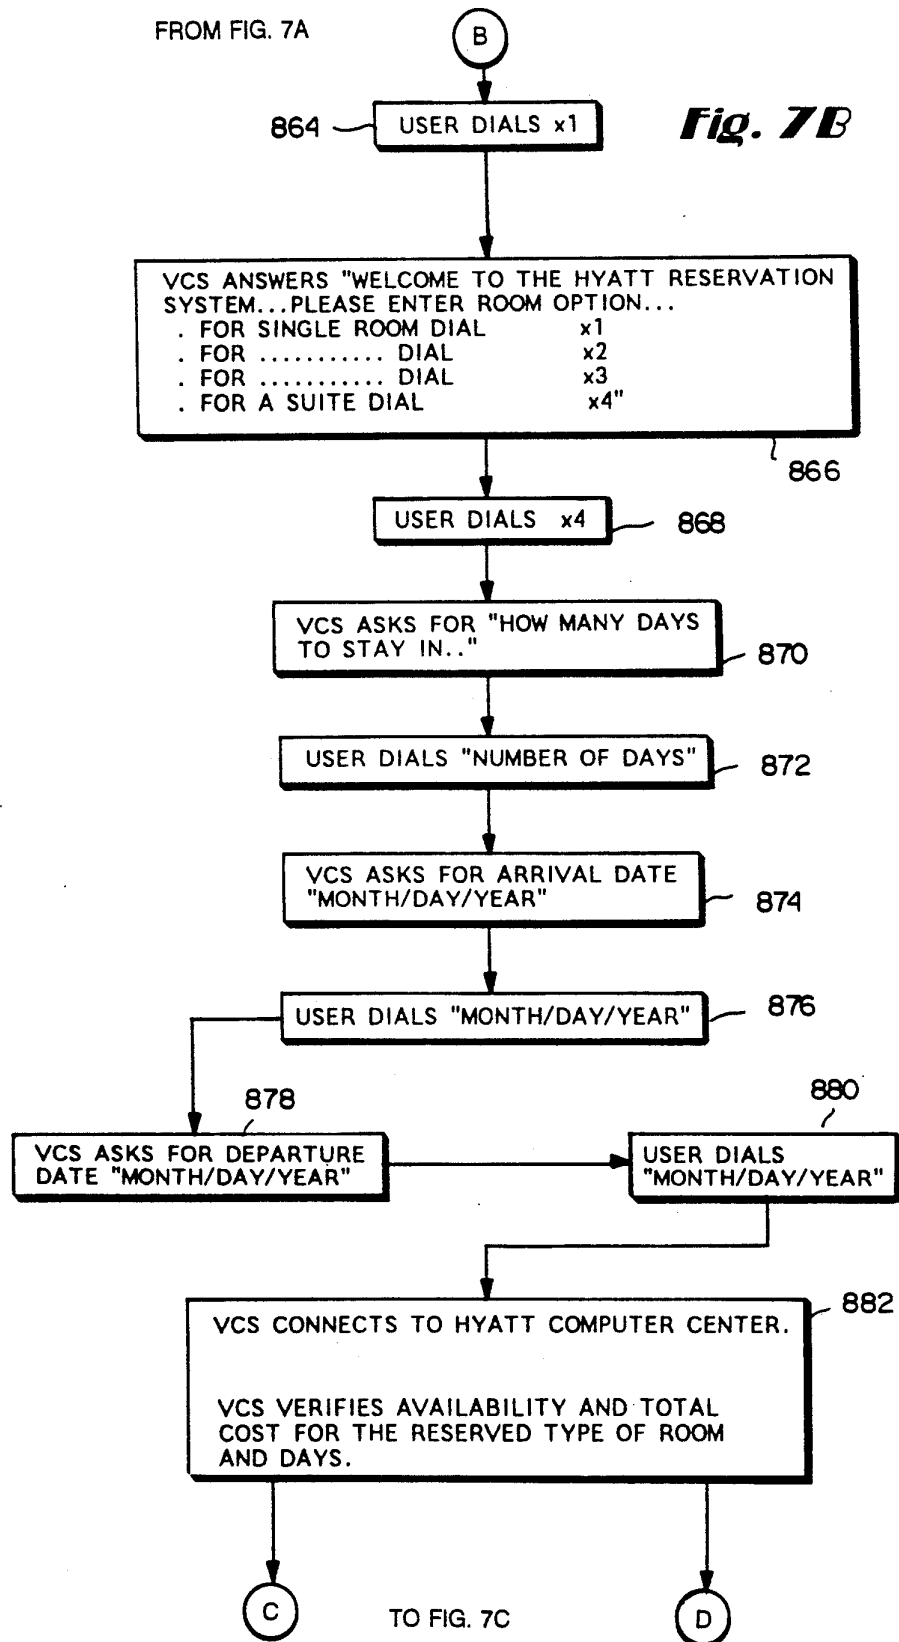 FROM FIG. 7A
B
864
USER DIALS x1
Fig. 7B
VCS ANSWERS "WELCOME TO THE HYATT RESERVATION
SYSTEM...PLEASE ENTER ROOM OPTION...
. FOR SINGLE ROOM DIAL x1
. FOR ........... DIAL x2
. FOR ........... DIAL x3
. FOR A SUITE DIAL x4"
866
USER DIALS x4
868
VCS ASKS FOR "HOW MANY DAYS
TO STAY IN.."
870
USER DIALS "NUMBER OF DAYS"
872
VCS ASKS FOR ARRIVAL DATE
"MONTH/DAY/YEAR"
874
USER DIALS "MONTH/DAY/YEAR"
876
878
VCS ASKS FOR DEPARTURE
DATE "MONTH/DAY/YEAR"
880
USER DIALS
"MONTH/DAY/YEAR"
882
VCS CONNECTS TO HYATT COMPUTER CENTER.
VCS VERIFIES AVAILABILITY AND TOTAL
COST FOR THE RESERVED TYPE OF ROOM
AND DAYS.
C
TO FIG. 7C
D